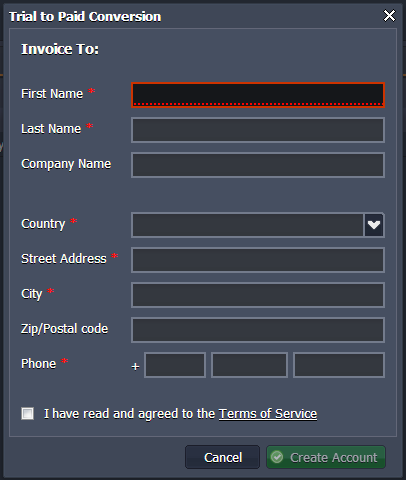 Trial to Paid Conversion
Invoice To:
First Name *
Last Name *
Company Name
Country *
Street Address *
City *
Zip/Postal code
Phone * +
I have read and agreed to the Terms of Service
Cancel Create Account